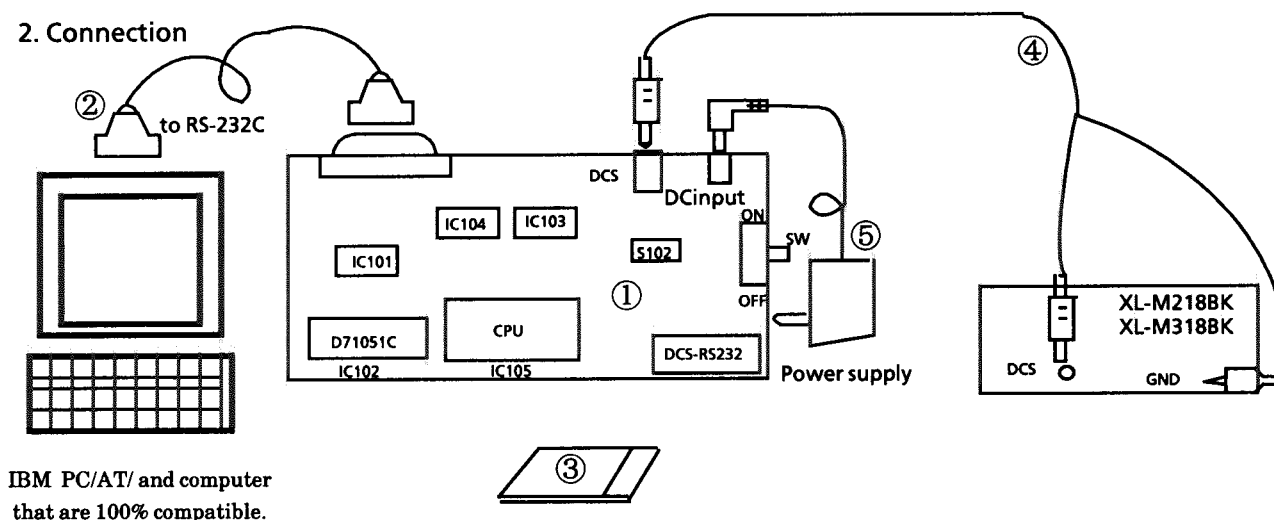 2. Connection
②
to RS-232C
④
DCS
DCinput
IC104
IC103
ON
SW
⑤
IC101
S102
①
OFF
XL-M218BK
XL-M318BK
D71051C
CPU
DCS-RS232
DCS
GND
IC102
IC105
Power supply
③
IBM PC/AT/ and computer
that are 100% compatible.